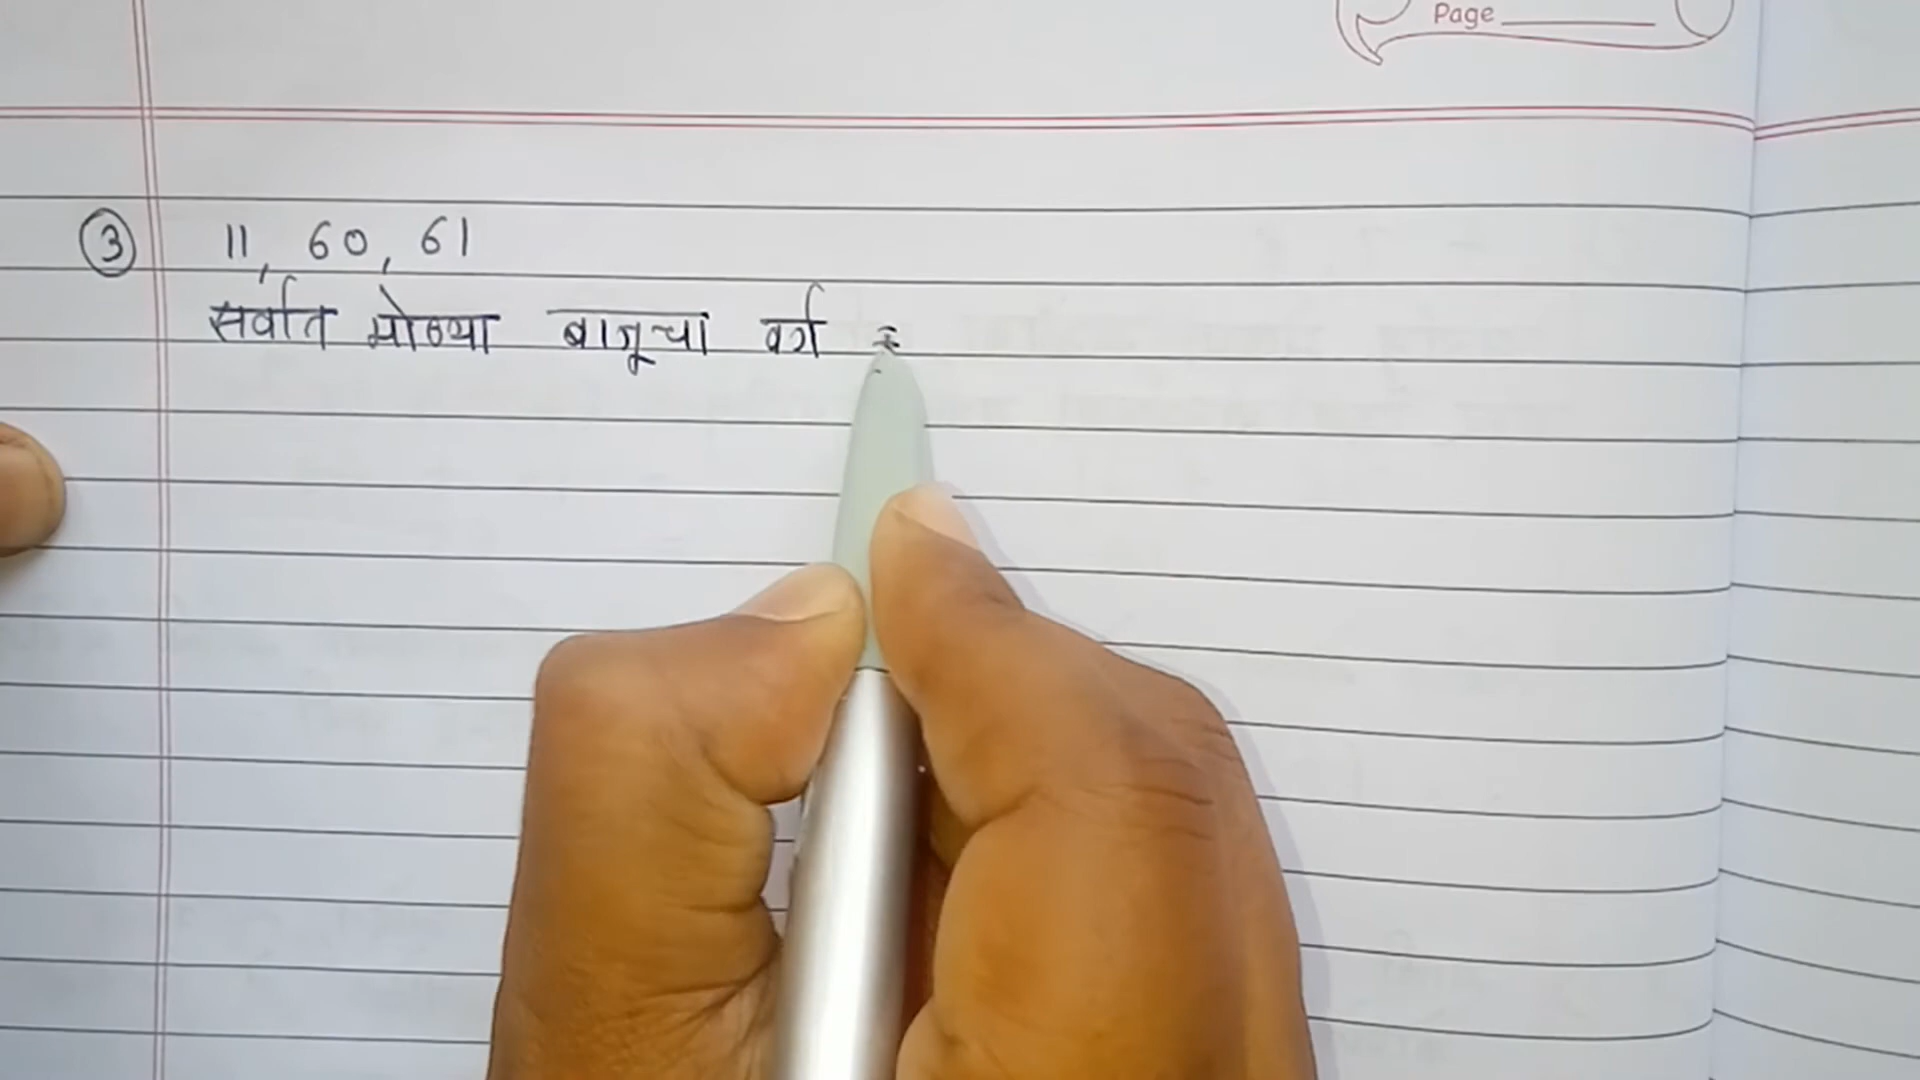 Page
③ 11, 60, 61
सर्वात मोठ्या बाजूचा वर्ग =